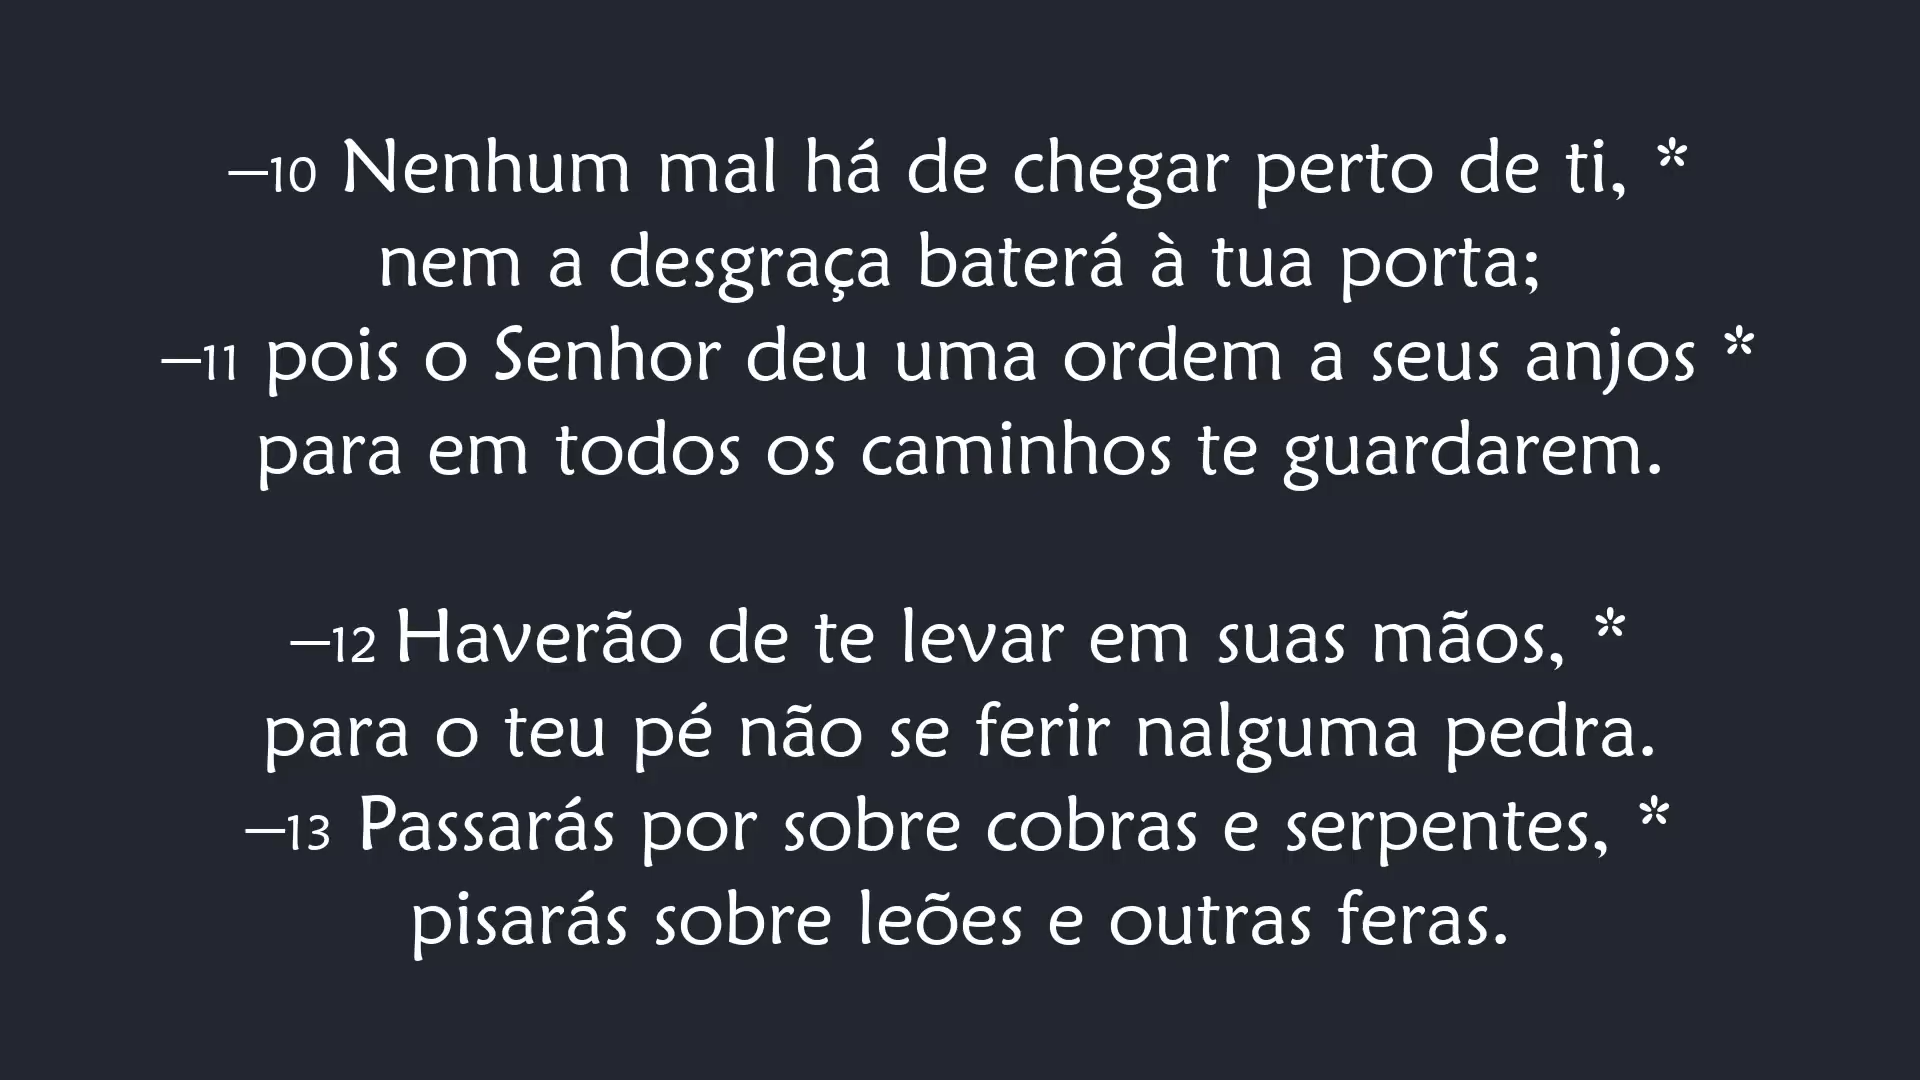 –10 Nenhum mal há de chegar perto de ti, *
nem a desgraça baterá à tua porta;
–11 pois o Senhor deu uma ordem a seus anjos *
para em todos os caminhos te guardarem.
–12 Haverão de te levar em suas mãos, *
para o teu pé não se ferir nalguma pedra.
–13 Passarás por sobre cobras e serpentes, *
pisarás sobre leões e outras feras.